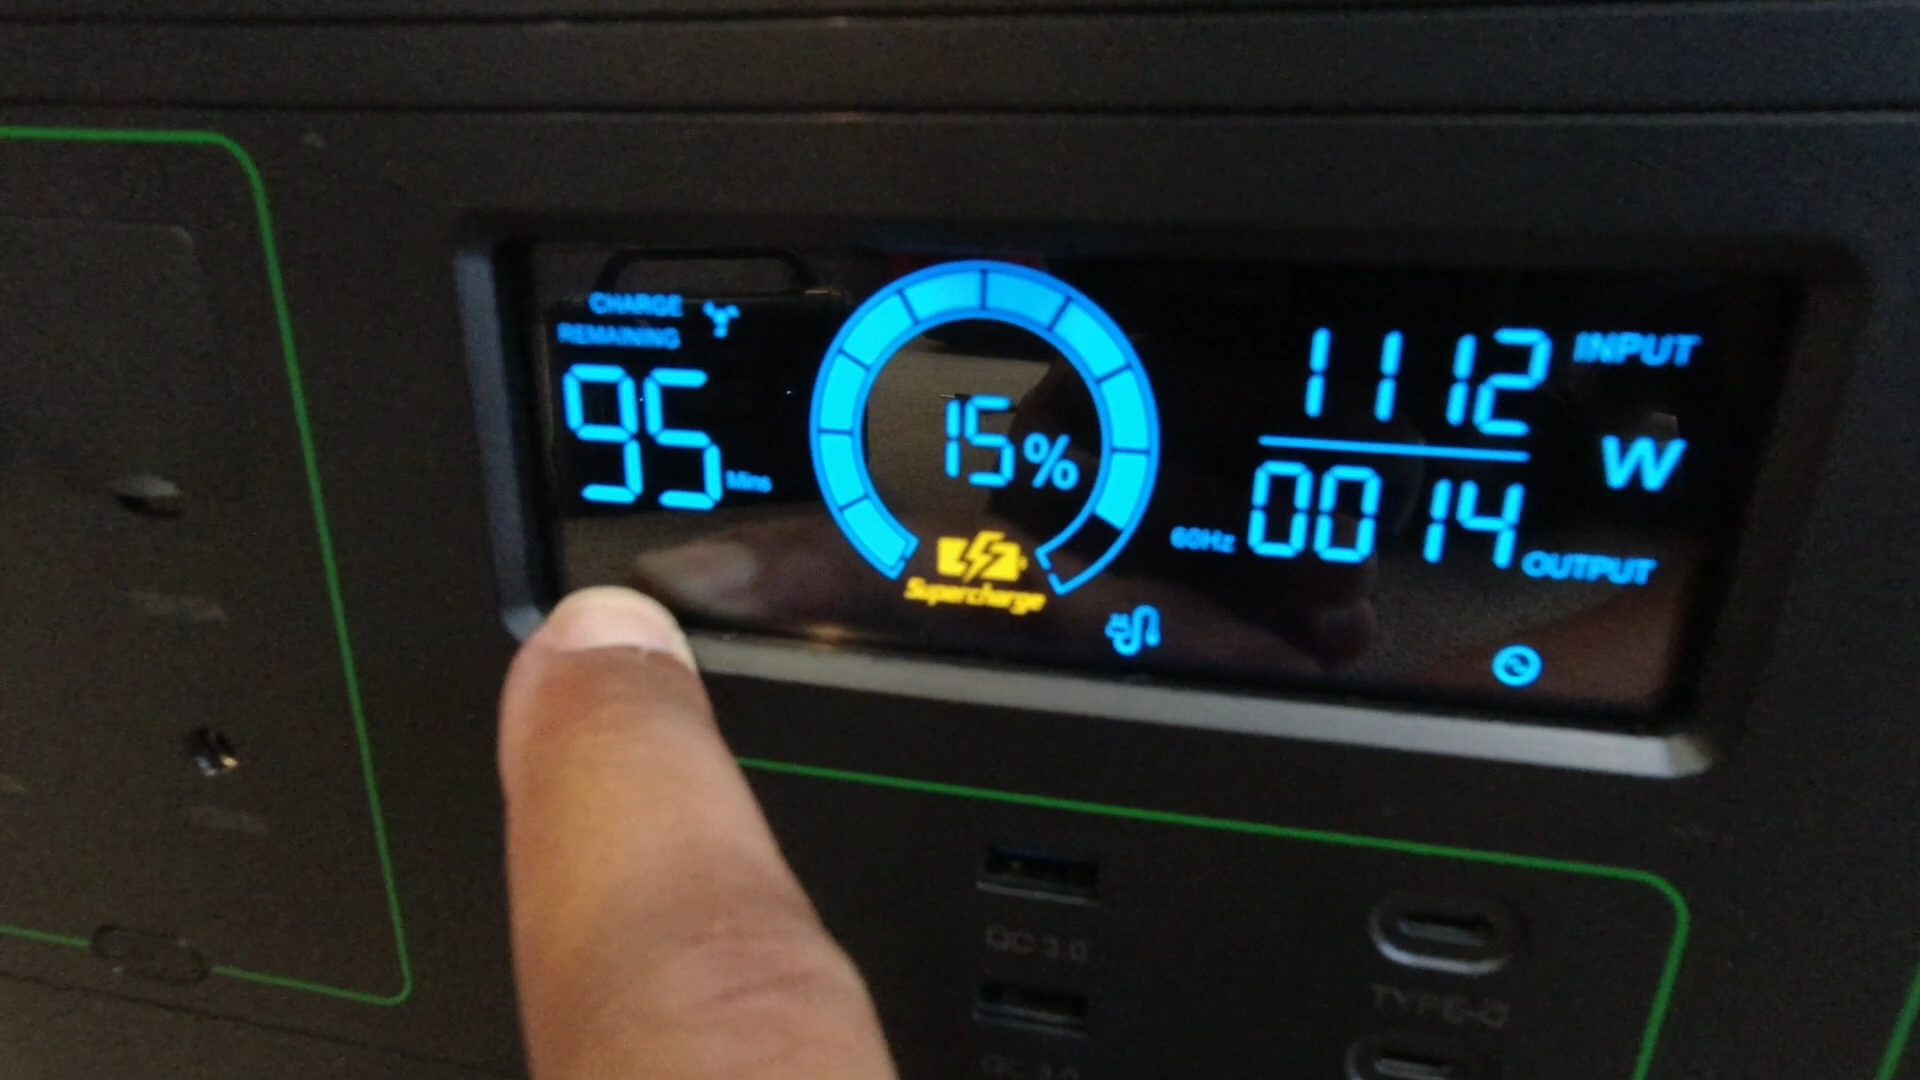 CHARGE
REMAINING
95 Mins
15%
Supercharge
1112 INPUT
W
60Hz 0014 OUTPUT
QC 3.0
TYPE-C
QC 3.0